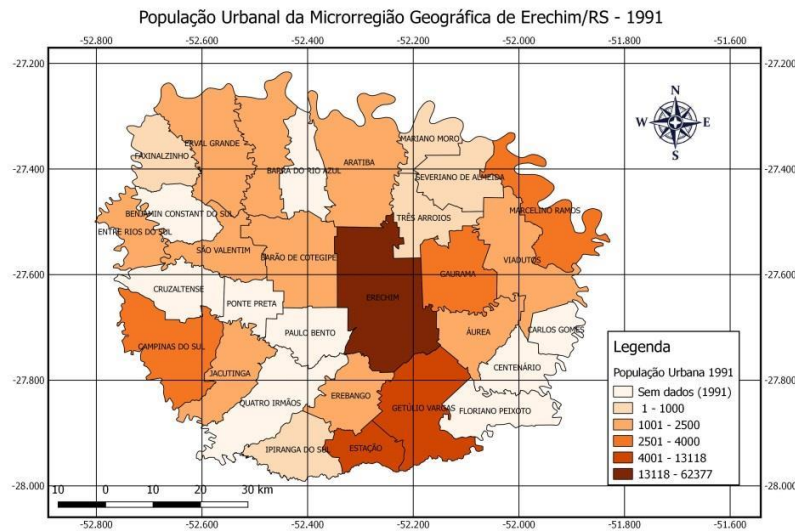 População Urbanal da Microrregião Geográfica de Erechim/RS - 1991
-52.800 -52.600 -52.400 -52.200 -52.000 -51.800 -51.600
-27.200 -27.200
N
W E
S
MARIANO MORO
-27.400 -27.400
ERVAL GRANDE
FAXINALZINHO
BARRA DO RIO AZUL
ARATIBA
SEVERIANO DE ALMEIDA
BENJAMIN CONSTANT DO SUL
TRÊS ARROIOS
MARCELINO RAMOS
ENTRE RIOS DO SUL
SÃO VALENTIM
BARÃO DE COTEGIPE
VIADUTOS
-27.600 -27.600
GAURAMA
CRUZALTENSE
PONTE PRETA
ERECHIM
PAULO BENTO
ÁUREA
CARLOS GOMES
CAMPINAS DO SUL
JACUTINGA
CENTENÁRIO
-27.800 -27.800
QUATRO IRMÃOS
EREBANGO
GETÚLIO VARGAS
FLORIANO PEIXOTO
IPIRANGA DO SUL
ESTAÇÃO
-28.000 -28.000
Legenda
População Urbana 1991
Sem dados (1991)
1 - 1000
1001 - 2500
2501 - 4000
4001 - 13118
13118 - 62377
10 0 10 20 30 km
-52.800 -52.600 -52.400 -52.200 -52.000 -51.800 -51.600